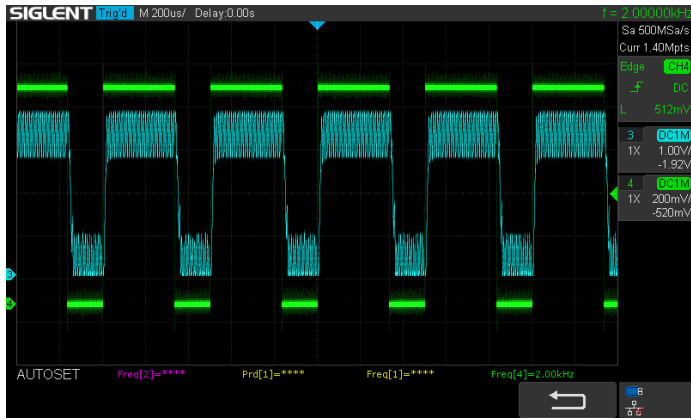 SIGLENT Trig'd M 200us/ Delay:0.00s f = 2.00000kHz
Sa 500MSa/s
Curr 1.40Mpts
Edge CH4
DC
L 512mV
3 DC1M
1X 1.00V/
-1.92V
4 DC1M
1X 200mV/
-520mV
3
4
AUTOSET Freq[2]=**** Prd[1]=**** Freq[1]=**** Freq[4]=2.00kHz